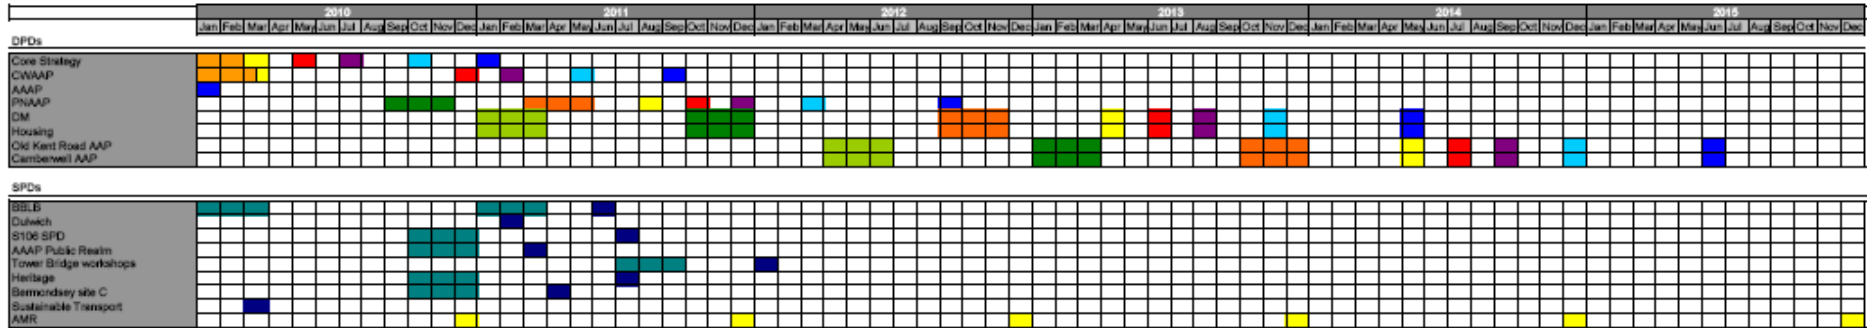 2010 2011 2012 2013 2014 2015
Jan Feb Mar Apr May Jun Jul Aug Sep Oct Nov Dec Jan Feb Mar Apr May Jun Jul Aug Sep Oct Nov Dec Jan Feb Mar Apr May Jun Jul Aug Sep Oct Nov Dec Jan Feb Mar Apr May Jun Jul Aug Sep Oct Nov Dec Jan Feb Mar Apr May Jun Jul Aug Sep Oct Nov Dec Jan Feb Mar Apr May Jun Jul Aug Sep Oct Nov Dec
DPDs
Core Strategy
CWAAP
AAAP
PNAAP
DM
Housing
Old Kent Road AAP
Camberwell AAP
SPDs
BBLB
Dulwich
S106 SPD
AAAP Public Realm
Tower Bridge workshops
Heritage
Bermondsey site C
Sustainable Transport
AMR